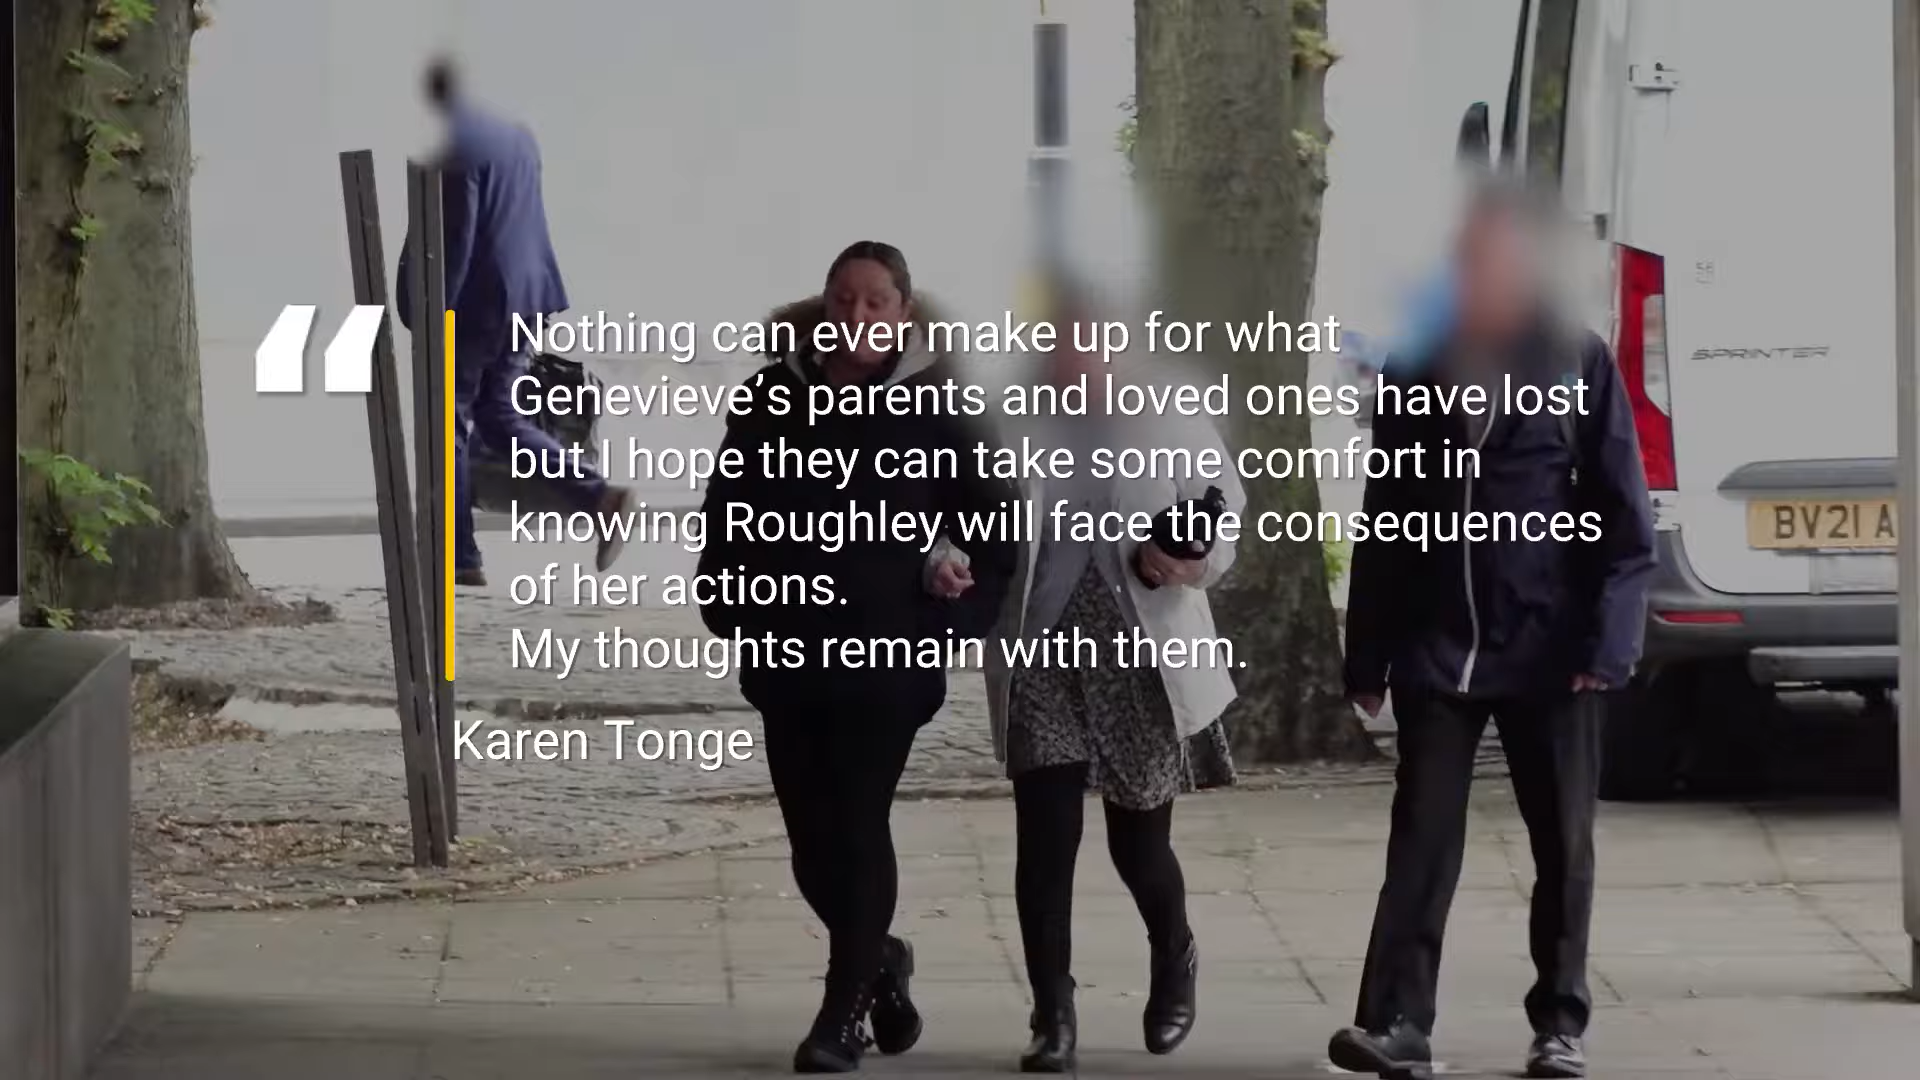 “
Nothing can ever make up for what
Genevieve’s parents and loved ones have lost
but I hope they can take some comfort in
knowing Roughley will face the consequences
of her actions.
My thoughts remain with them.
Karen Tonge
SPRINTER
BV21 A